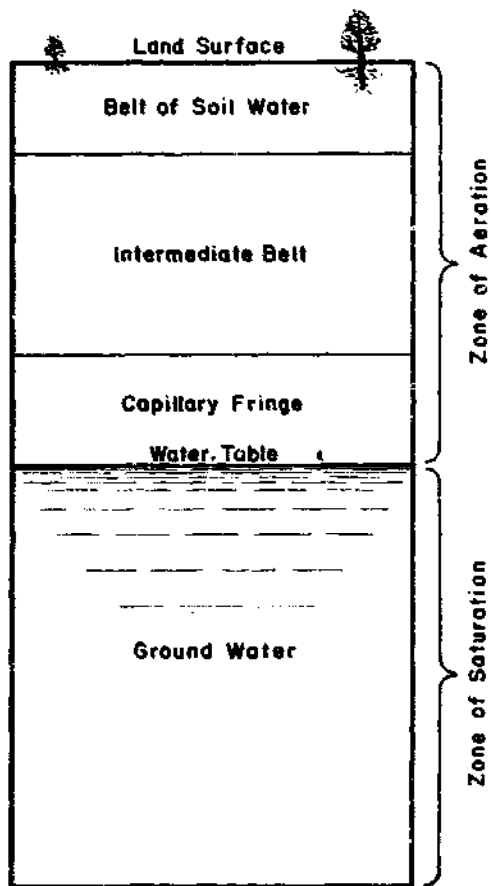 Land Surface
Belt of Soil Water
Intermediate Belt
Capillary Fringe
Water Table
Ground Water
Zone of Aeration
Zone of Saturation